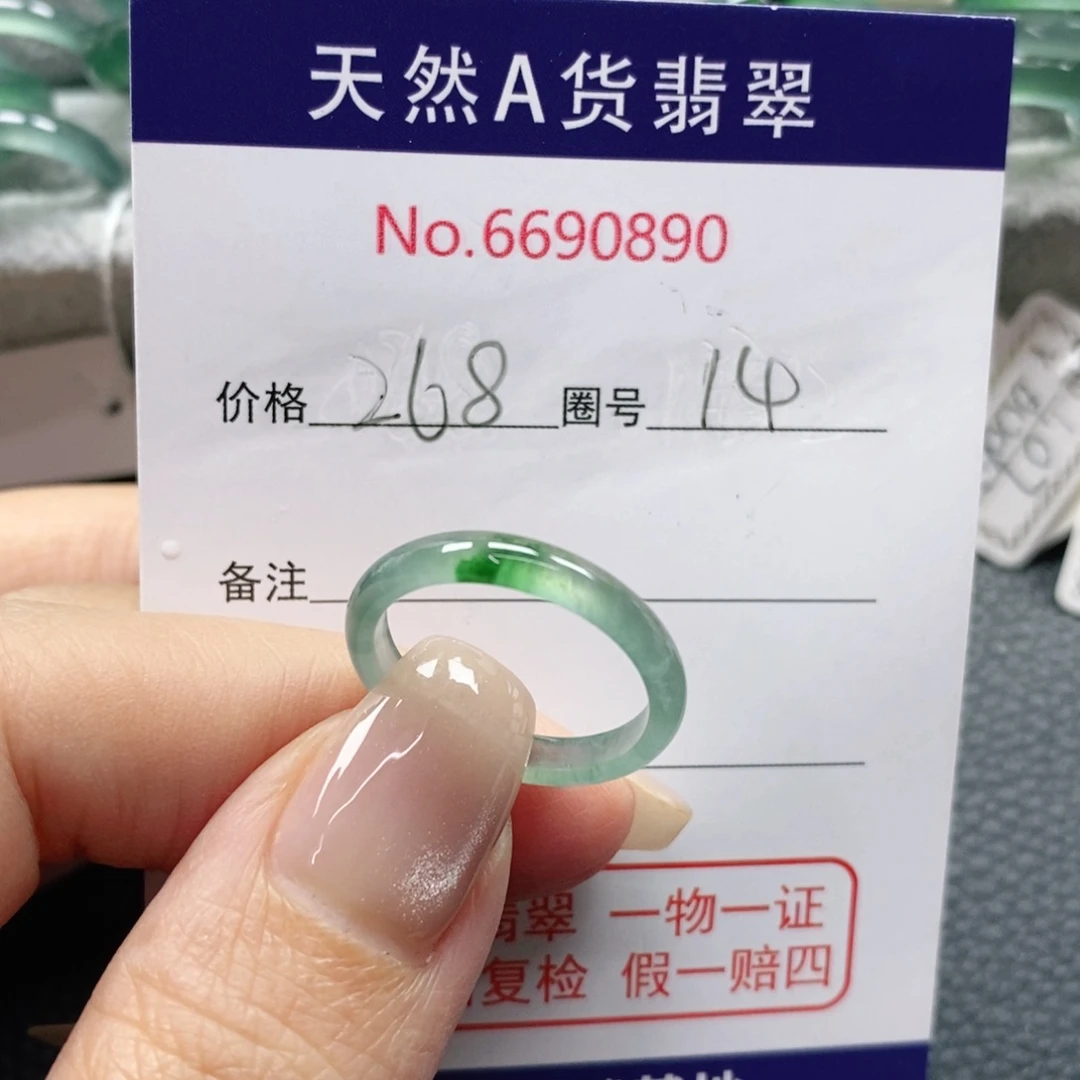 天然A货翡翠
No.6690890
价格 268 圈号 14
备注
翡翠 一物一证
复检 假一赔四